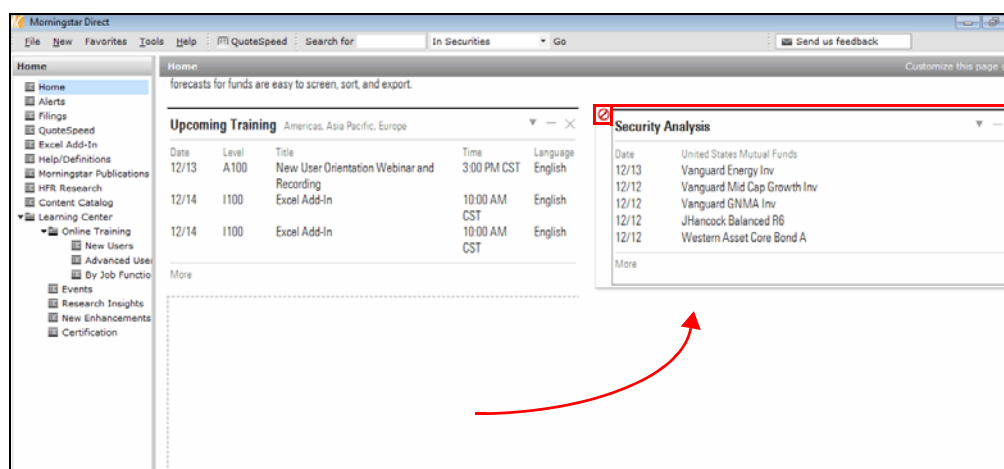 Morningstar Direct
File New Favorites Tools Help QuoteSpeed Search for In Securities Go Send us feedback
Home
Home
Alerts
Filings
QuoteSpeed
Excel Add-In
Help/Definitions
Morningstar Publications
HFR Research
Content Catalog
Learning Center
Online Training
New Users
Advanced User
By Job Functio
Events
Research Insights
New Enhancements
Certification
Home Customize this page
forecasts for funds are easy to screen, sort, and export.
Upcoming Training Americas, Asia Pacific, Europe
Date Level Title Time Language
12/13 A100 New User Orientation Webinar and 3:00 PM CST English
Recording
12/14 I100 Excel Add-In 10:00 AM English
CST
12/14 I100 Excel Add-In 10:00 AM English
CST
More
Security Analysis
Date United States Mutual Funds
12/13 Vanguard Energy Inv
12/12 Vanguard Mid Cap Growth Inv
12/12 Vanguard GNMA Inv
12/12 JHancock Balanced R6
12/12 Western Asset Core Bond A
More